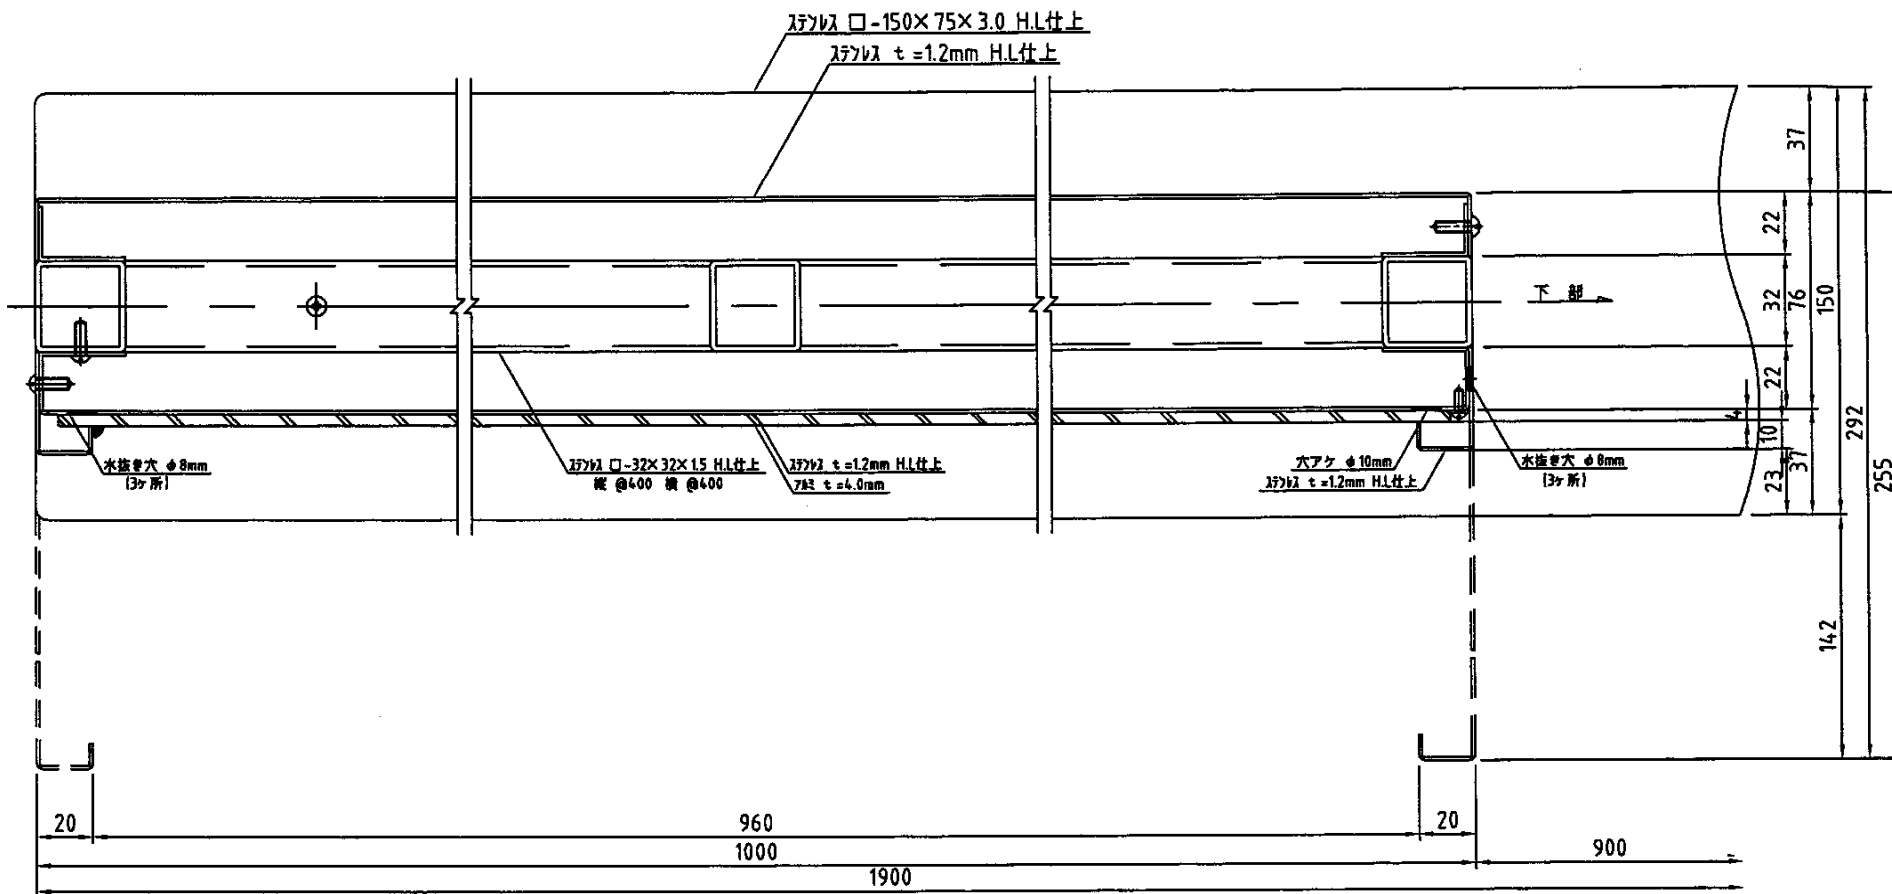 ステンレス □-150×75×3.0 H.L仕上
ステンレス t=1.2mm H.L仕上
37
22
32
76
150
下 部
22
4
10
37
23
292
255
142
水抜き穴 φ8mm
(3ヶ所)
ステンレス □-32×32×1.5 H.L仕上
縦 @400 横 @400
ステンレス t=1.2mm H.L仕上
アルミ t=4.0mm
穴アケ φ10mm
ステンレス t=1.2mm H.L仕上
水抜き穴 φ8mm
(3ヶ所)
20
960
20
1000
900
1900